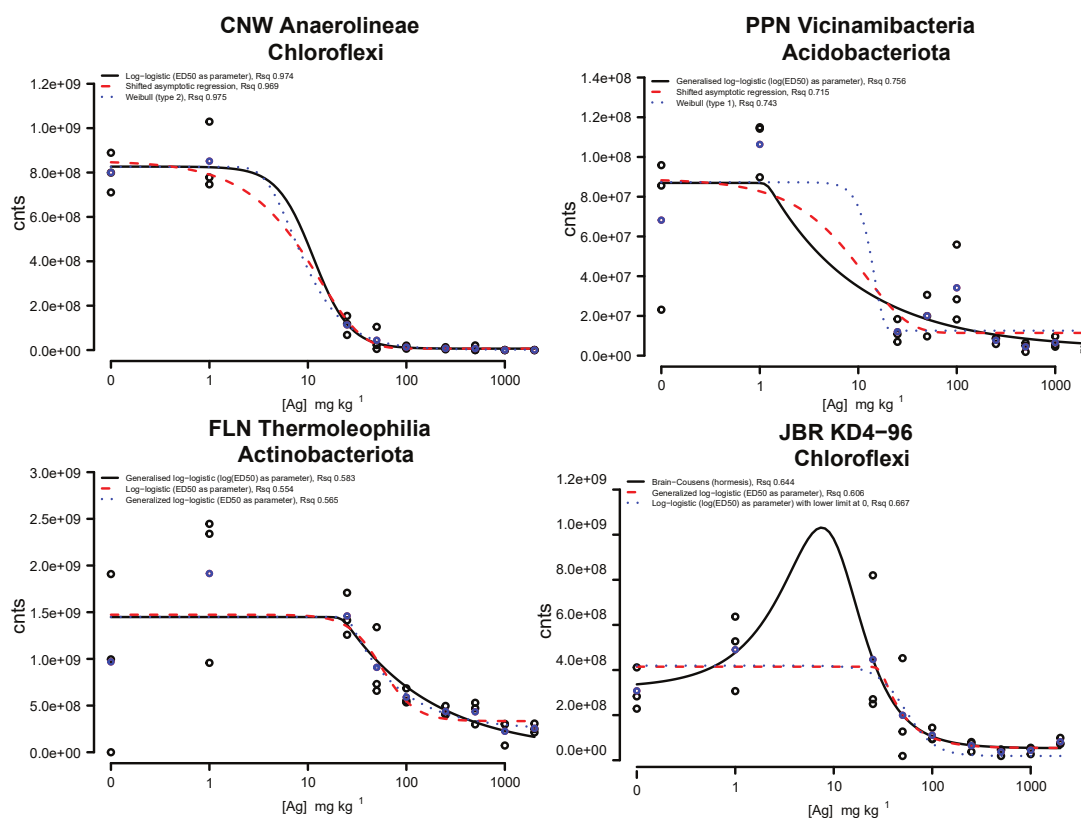 CNW Anaerolineae
Chloroflexi
Log−logistic (ED50 as parameter), Rsq 0.974
Shifted asymptotic regression, Rsq 0.969
Weibull (type 2), Rsq 0.975
1.2e+09
1.0e+09
8.0e+08
6.0e+08
4.0e+08
2.0e+08
0.0e+00
cnts
0 1 10 100 1000
[Ag] mg kg 1
PPN Vicinamibacteria
Acidobacteriota
Generalised log−logistic (log(ED50) as parameter), Rsq 0.756
Shifted asymptotic regression, Rsq 0.715
Weibull (type 1), Rsq 0.743
1.4e+08
1.2e+08
1.0e+08
8.0e+07
6.0e+07
4.0e+07
2.0e+07
0.0e+00
cnts
0 1 10 100 1000
[Ag] mg kg 1
FLN Thermoleophilia
Actinobacteriota
Generalised log−logistic (log(ED50) as parameter), Rsq 0.583
Log−logistic (ED50 as parameter), Rsq 0.554
Generalized log−logistic (ED50 as parameter), Rsq 0.565
3.0e+09
2.5e+09
2.0e+09
1.5e+09
1.0e+09
5.0e+08
0.0e+00
cnts
0 1 10 100 1000
[Ag] mg kg 1
JBR KD4−96
Chloroflexi
Brain−Cousens (hormesis), Rsq 0.644
Generalized log−logistic (ED50 as parameter), Rsq 0.606
Log−logistic (log(ED50) as parameter) with lower limit at 0, Rsq 0.667
1.2e+09
1.0e+09
8.0e+08
6.0e+08
4.0e+08
2.0e+08
0.0e+00
cnts
0 1 10 100 1000
[Ag] mg kg 1